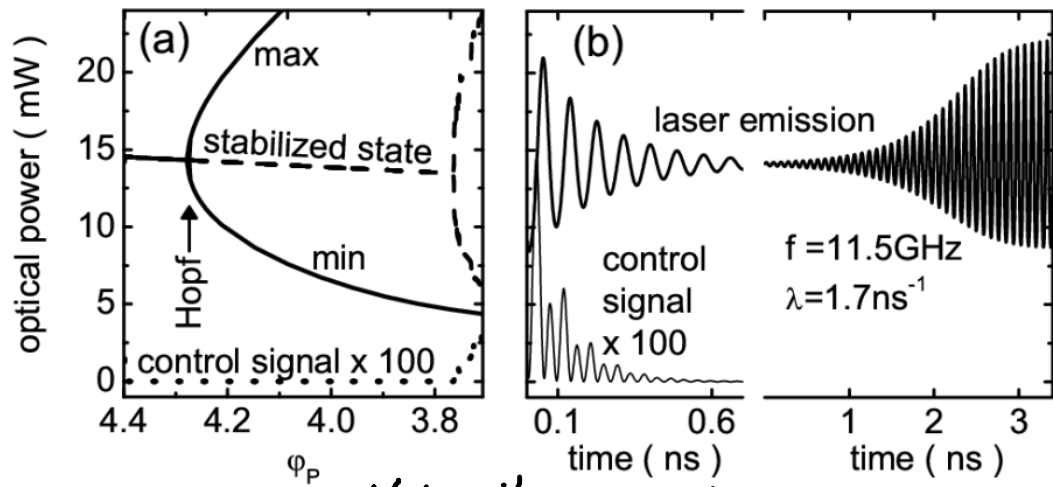 (a)
max
stabilized state
min
Hopf
control signal x 100
optical power ( mW )
20
15
10
5
0
4.4 4.2 4.0 3.8
φP
(b)
laser emission
control
signal
x 100
f =11.5GHz
λ=1.7ns-1
0.1 0.6 1 2 3
time ( ns ) time ( ns )